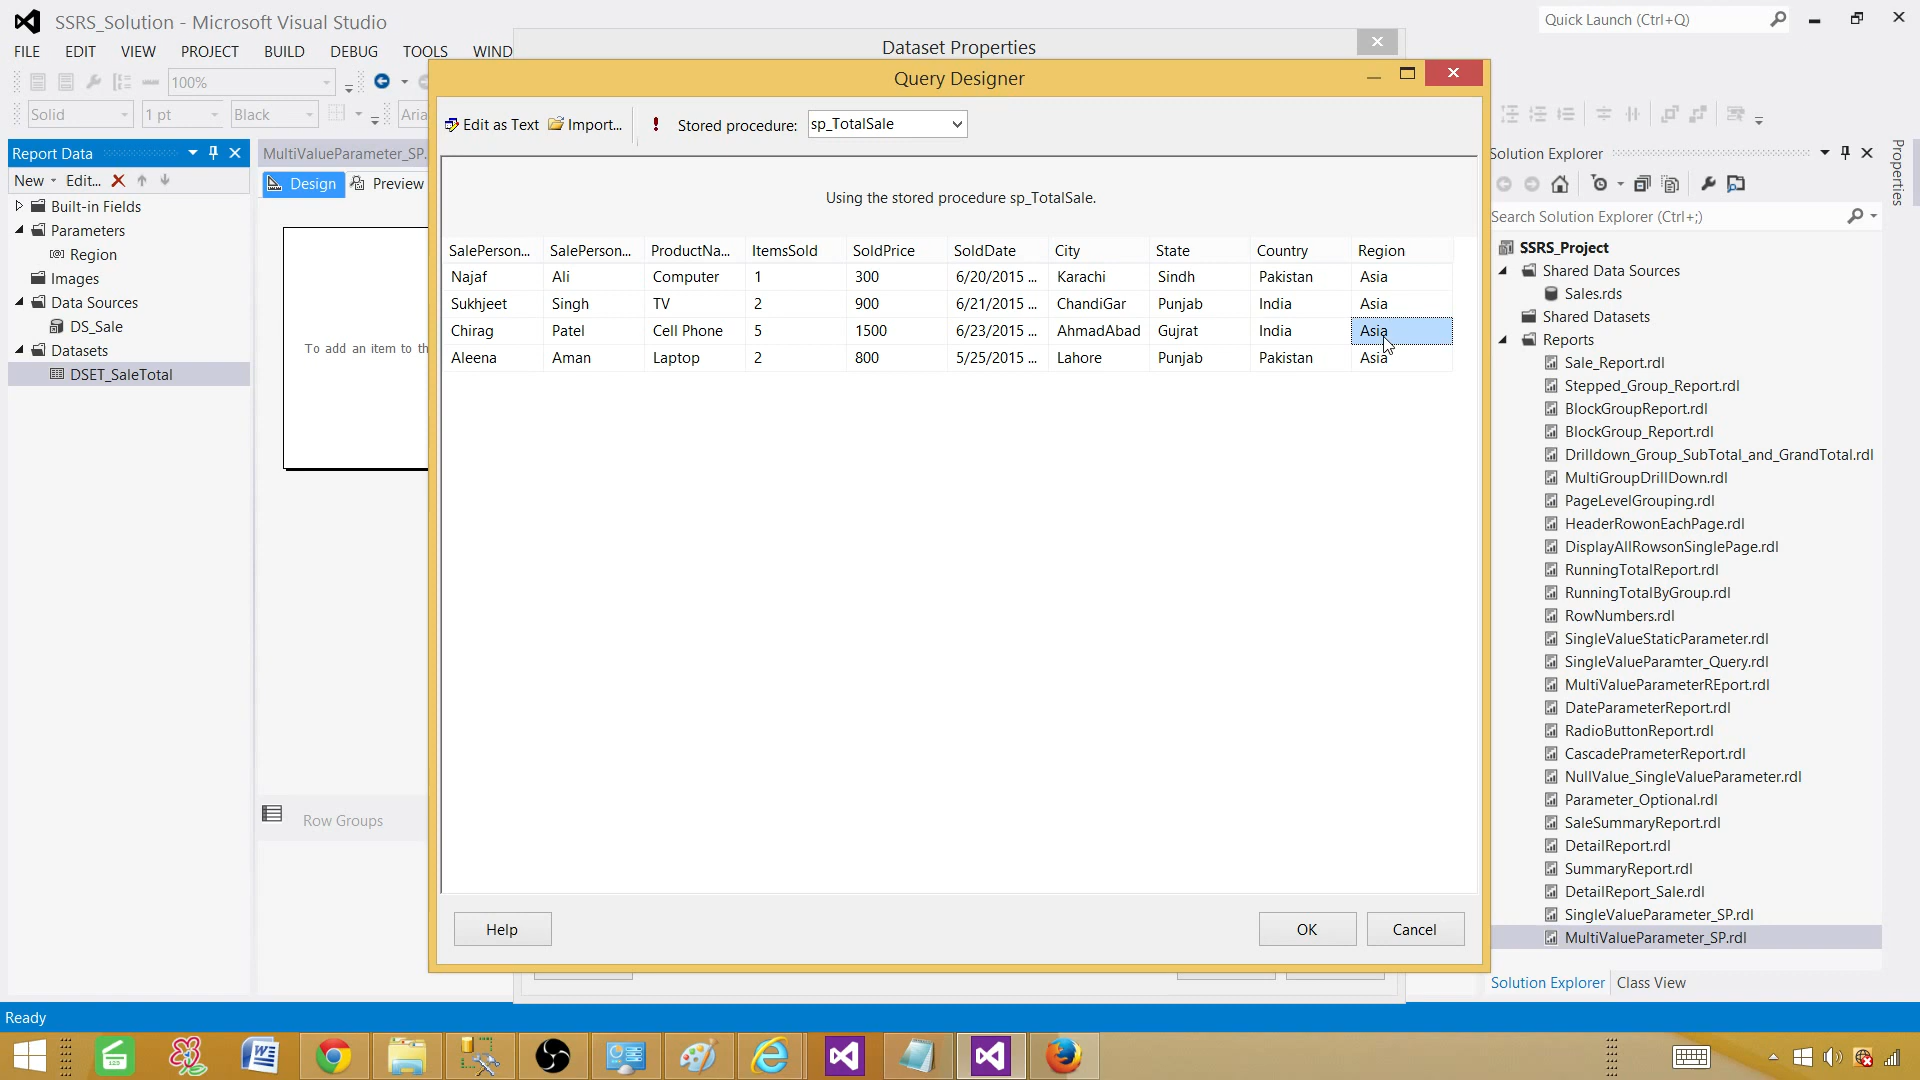 SSRS_Solution - Microsoft Visual Studio
Quick Launch (Ctrl+Q)
FILE EDIT VIEW PROJECT BUILD DEBUG TOOLS WIND
Dataset Properties
100%
Query Designer
Solid 1 pt Black Aria
Edit as Text Import... Stored procedure: sp_TotalSale
Report Data
MultiValueParameter_SP.
Solution Explorer
Properties
New Edit...
Design Preview
Using the stored procedure sp_TotalSale.
Built-in Fields
Parameters
Region
Images
Data Sources
DS_Sale
Datasets
DSET_SaleTotal
To add an item to th
Row Groups
SalePerson... SalePerson... ProductNa... ItemsSold SoldPrice SoldDate City State Country Region
Najaf Ali Computer 1 300 6/20/2015 ... Karachi Sindh Pakistan Asia
Sukhjeet Singh TV 2 900 6/21/2015 ... ChandiGar Punjab India Asia
Chirag Patel Cell Phone 5 1500 6/23/2015 ... AhmadAbad Gujrat India Asia
Aleena Aman Laptop 2 800 5/25/2015 ... Lahore Punjab Pakistan Asia
Help OK Cancel
Search Solution Explorer (Ctrl+;)
SSRS_Project
Shared Data Sources
Sales.rds
Shared Datasets
Reports
Sale_Report.rdl
Stepped_Group_Report.rdl
BlockGroupReport.rdl
BlockGroup_Report.rdl
Drilldown_Group_SubTotal_and_GrandTotal.rdl
MultiGroupDrillDown.rdl
PageLevelGrouping.rdl
HeaderRowonEachPage.rdl
DisplayAllRowsonSinglePage.rdl
RunningTotalReport.rdl
RunningTotalByGroup.rdl
RowNumbers.rdl
SingleValueStaticParameter.rdl
SingleValueParamter_Query.rdl
MultiValueParameterREport.rdl
DateParameterReport.rdl
RadioButtonReport.rdl
CascadePrameterReport.rdl
NullValue_SingleValueParameter.rdl
Parameter_Optional.rdl
SaleSummaryReport.rdl
DetailReport.rdl
SummaryReport.rdl
DetailReport_Sale.rdl
SingleValueParameter_SP.rdl
MultiValueParameter_SP.rdl
Solution Explorer Class View
Ready